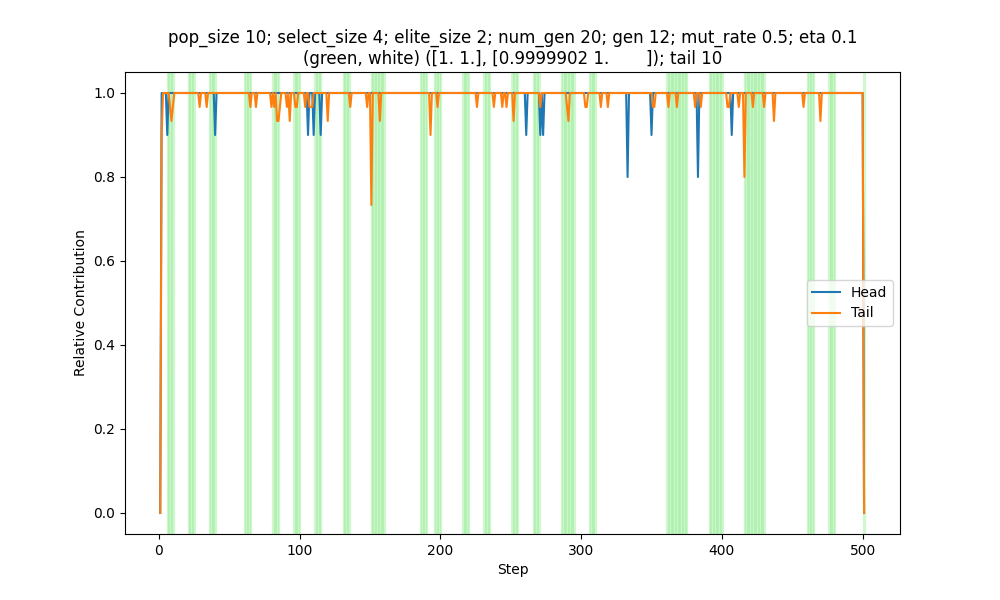 pop_size 10; select_size 4; elite_size 2; num_gen 20; gen 12; mut_rate 0.5; eta 0.1
(green, white) ([1. 1.], [0.9999902 1.        ]); tail 10
1.0
0.8
0.6
0.4
0.2
0.0
Relative Contribution
Head
Tail
0
100
200
300
400
500
Step